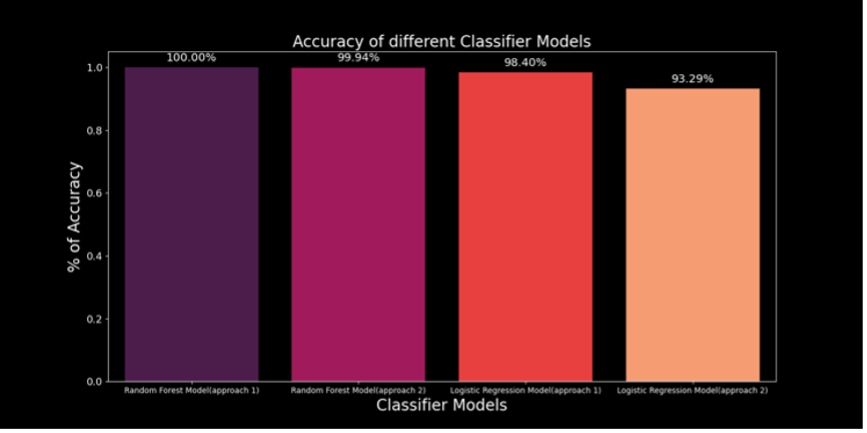 Accuracy of different Classifier Models
100.00%
99.94%
98.40%
93.29%
1.0
0.8
0.6
0.4
0.2
0.0
% of Accuracy
Random Forest Model(approach 1)
Random Forest Model(approach 2)
Logistic Regression Model(approach 1)
Logistic Regression Model(approach 2)
Classifier Models